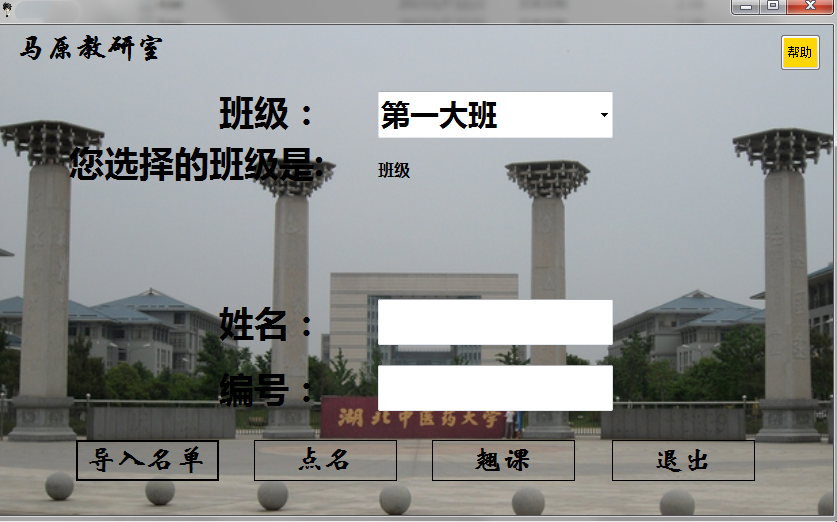 马原教研室
帮助
班级：
第一大班
您选择的班级是:
班级
姓名：
编号：
湖北中医药大学
导入名单
点名
翘课
退出